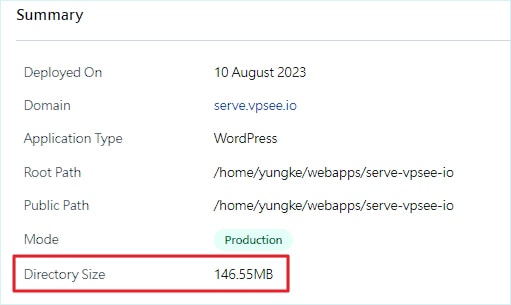 Summary
Deployed On 10 August 2023
Domain serve.vpsee.io
Application Type WordPress
Root Path /home/yungke/webapps/serve-vpsee-io
Public Path /home/yungke/webapps/serve-vpsee-io
Mode Production
Directory Size 146.55MB